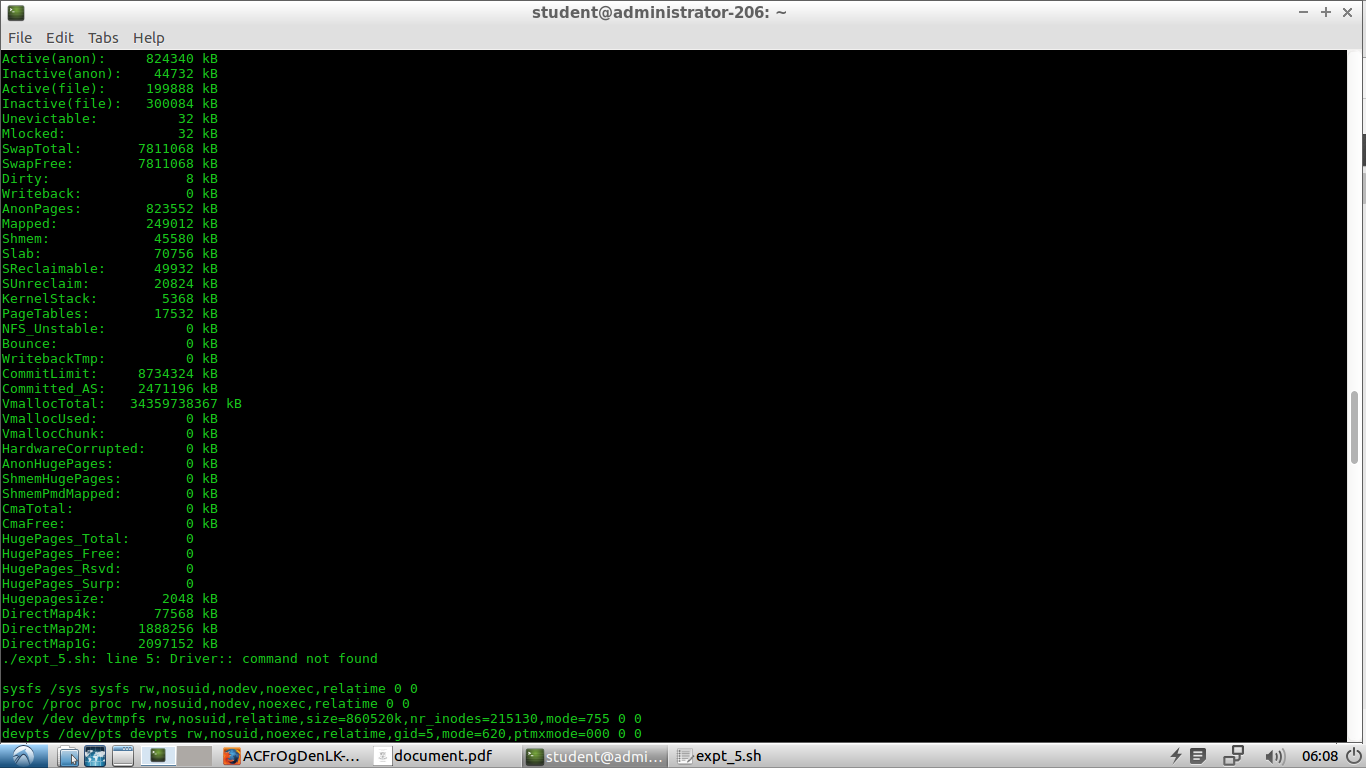 student@administrator-206: ~
File Edit Tabs Help
Active(anon):     824340 kB
Inactive(anon):    44732 kB
Active(file):     199888 kB
Inactive(file):   300084 kB
Unevictable:          32 kB
Mlocked:              32 kB
SwapTotal:       7811068 kB
SwapFree:        7811068 kB
Dirty:                 8 kB
Writeback:             0 kB
AnonPages:        823552 kB
Mapped:           249012 kB
Shmem:             45580 kB
Slab:              70756 kB
SReclaimable:      49932 kB
SUnreclaim:        20824 kB
KernelStack:        5368 kB
PageTables:        17532 kB
NFS_Unstable:          0 kB
Bounce:                0 kB
WritebackTmp:          0 kB
CommitLimit:     8734324 kB
Committed_AS:    2471196 kB
VmallocTotal:   34359738367 kB
VmallocUsed:           0 kB
VmallocChunk:          0 kB
HardwareCorrupted:     0 kB
AnonHugePages:         0 kB
ShmemHugePages:        0 kB
ShmemPmdMapped:        0 kB
CmaTotal:              0 kB
CmaFree:               0 kB
HugePages_Total:       0
HugePages_Free:        0
HugePages_Rsvd:        0
HugePages_Surp:        0
Hugepagesize:       2048 kB
DirectMap4k:       77568 kB
DirectMap2M:     1888256 kB
DirectMap1G:     2097152 kB
./expt_5.sh: line 5: Driver:: command not found
sysfs /sys sysfs rw,nosuid,nodev,noexec,relatime 0 0
proc /proc proc rw,nosuid,nodev,noexec,relatime 0 0
udev /dev devtmpfs rw,nosuid,relatime,size=860520k,nr_inodes=215130,mode=755 0 0
devpts /dev/pts devpts rw,nosuid,noexec,relatime,gid=5,mode=620,ptmxmode=000 0 0
ACFrOgDenLK-... document.pdf student@admi... expt_5.sh 06:08